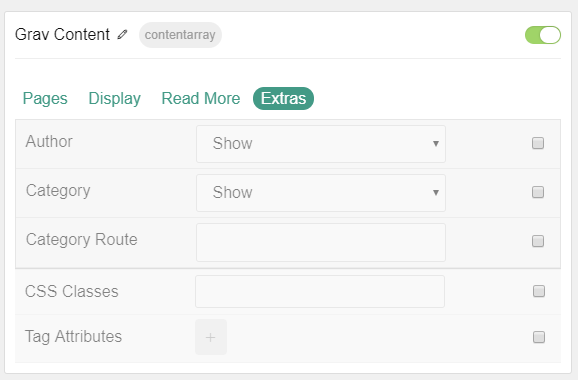 Grav Content contentarray
Pages Display Read More Extras
Author Show
Category Show
Category Route
CSS Classes
Tag Attributes +